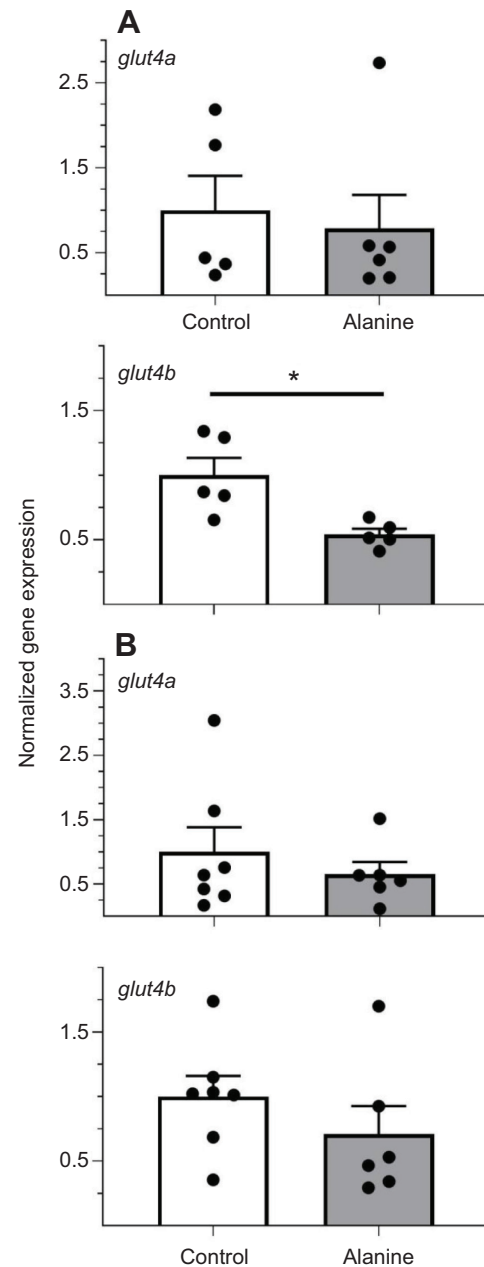 A
glut4a
2.5
1.5
0.5
Control Alanine
glut4b
*
1.5
0.5
Normalized gene expression
B
glut4a
3.5
2.5
1.5
0.5
glut4b
1.5
0.5
Control Alanine